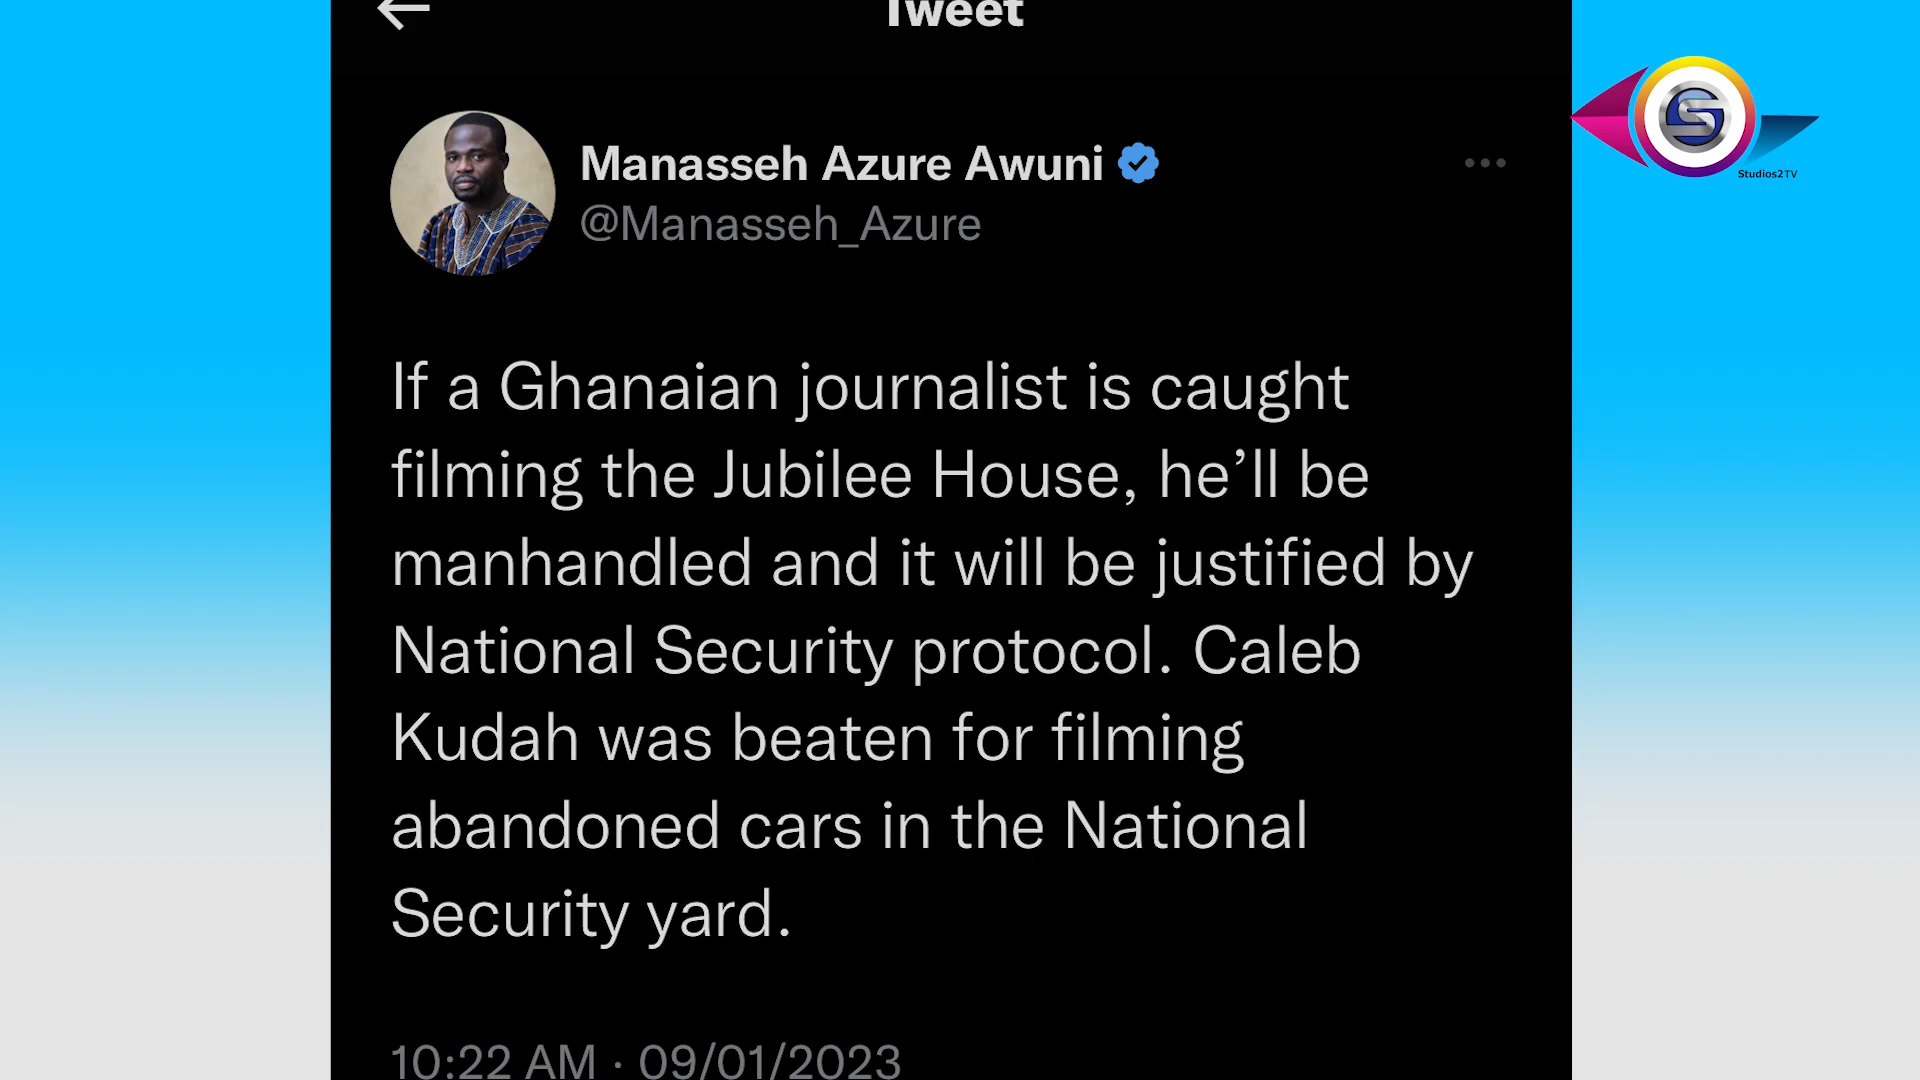 Tweet
Manasseh Azure Awuni
@Manasseh_Azure
Studios2TV
If a Ghanaian journalist is caught
filming the Jubilee House, he’ll be
manhandled and it will be justified by
National Security protocol. Caleb
Kudah was beaten for filming
abandoned cars in the National
Security yard.
10:22 AM · 09/01/2023